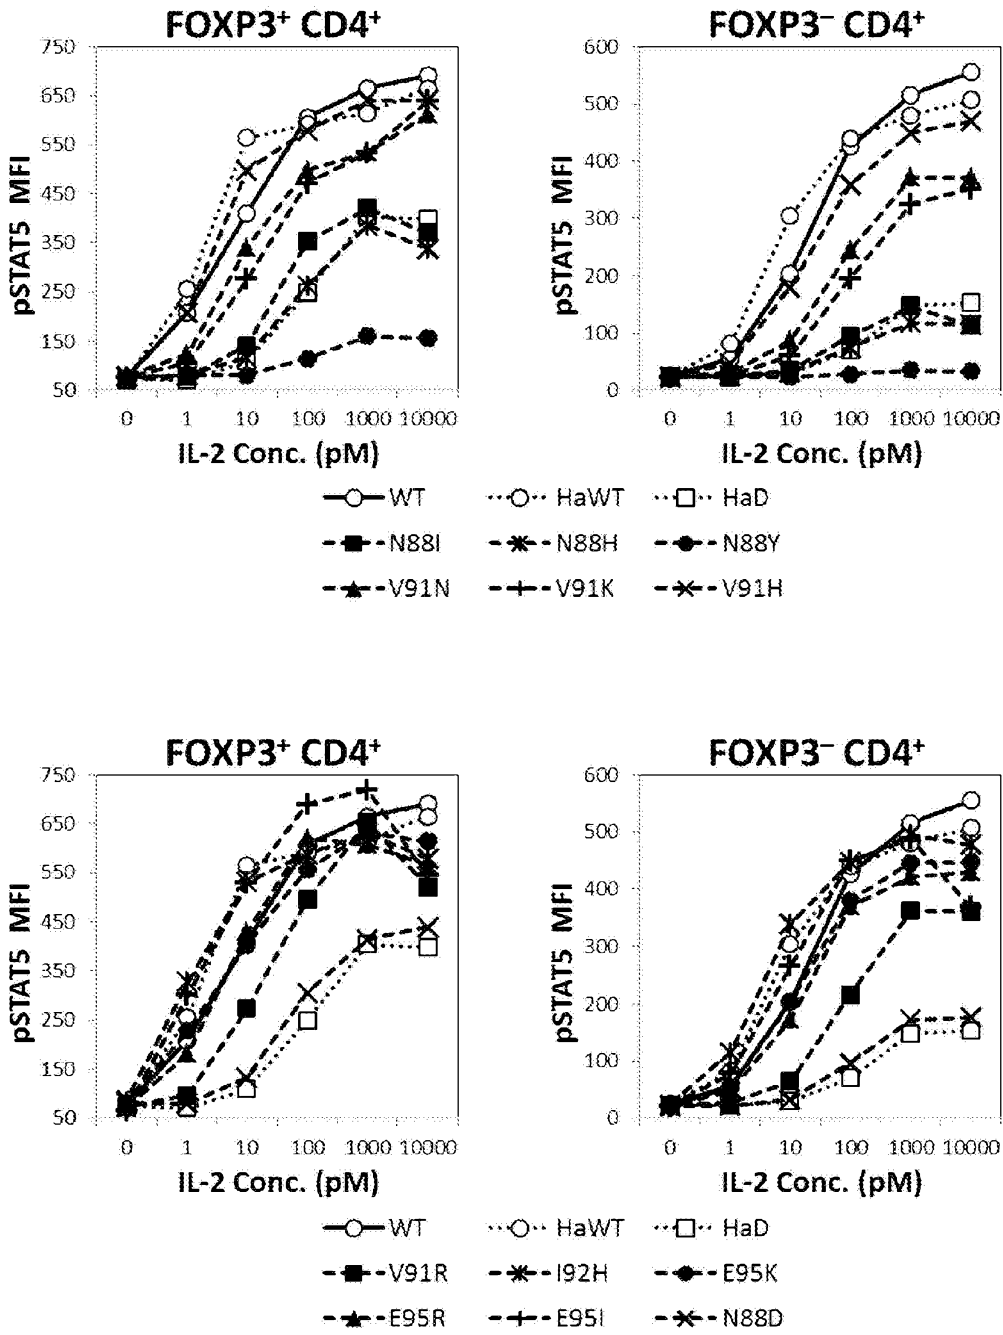 FOXP3⁺ CD4⁺
750
650
550
450
350
250
150
50
pSTAT5 MFI
0 1 10 100 1000 10000
IL-2 Conc. (pM)
FOXP3⁻ CD4⁺
600
500
400
300
200
100
0
pSTAT5 MFI
0 1 10 100 1000 10000
IL-2 Conc. (pM)
WT HaWT HaD
N88I N88H N88Y
V91N V91K V91H
FOXP3⁺ CD4⁺
750
650
550
450
350
250
150
50
pSTAT5 MFI
0 1 10 100 1000 10000
IL-2 Conc. (pM)
FOXP3⁻ CD4⁺
600
500
400
300
200
100
0
pSTAT5 MFI
0 1 10 100 1000 10000
IL-2 Conc. (pM)
WT HaWT HaD
V91R I92H E95K
E95R E95I N88D